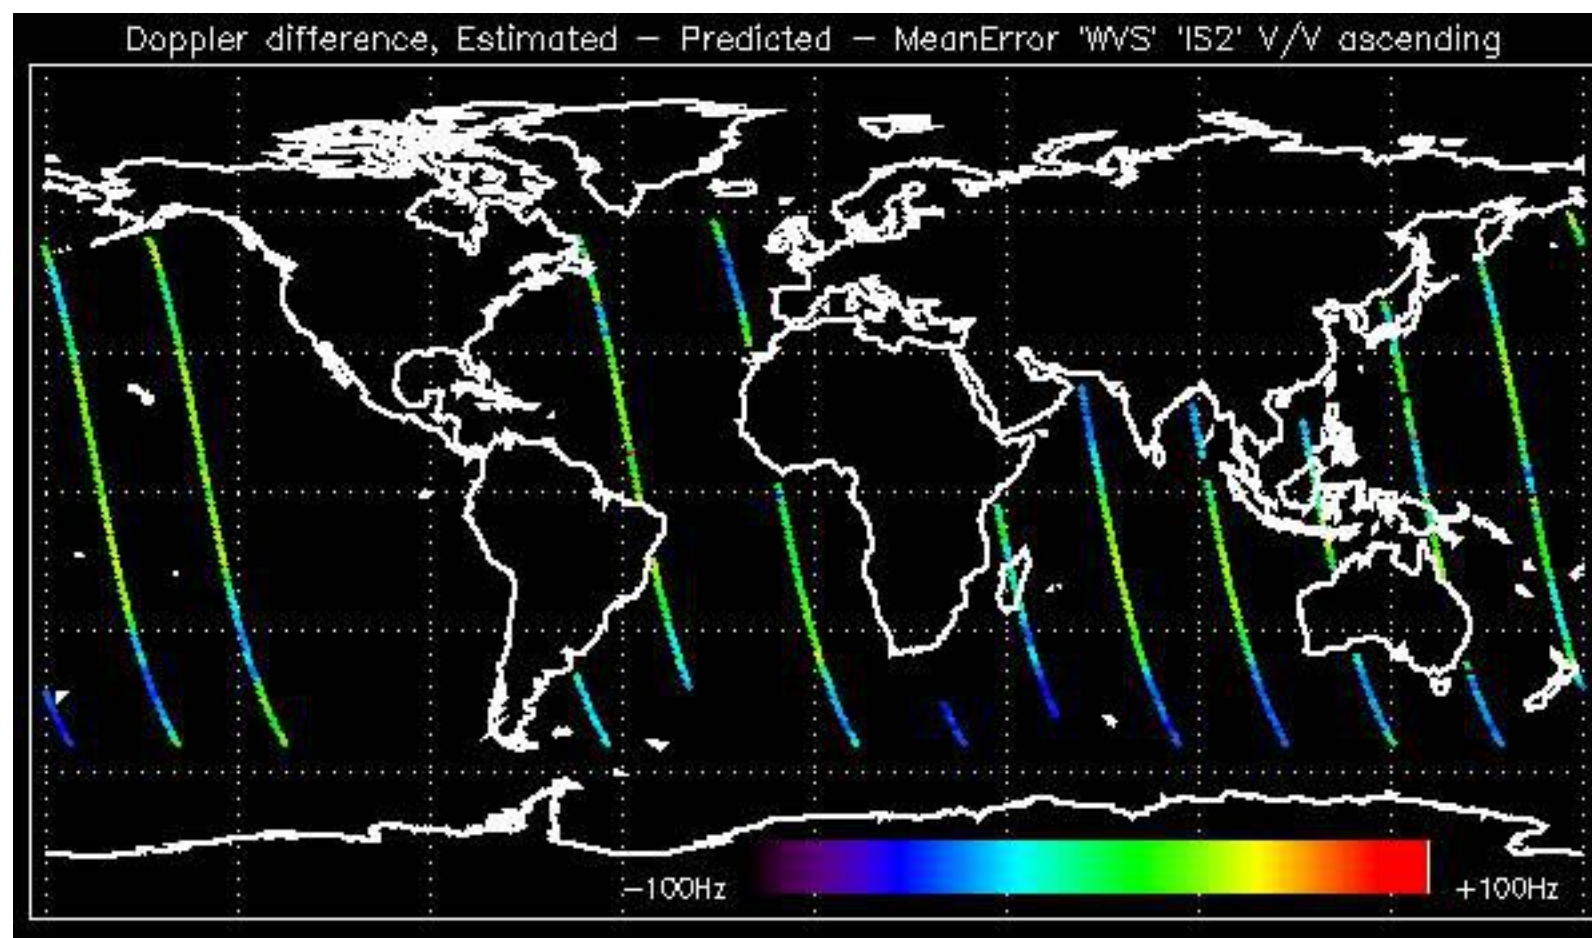 Doppler difference, Estimated — Predicted — MeanError 'WVS' 'IS2' V/V ascending
−100Hz
+100Hz